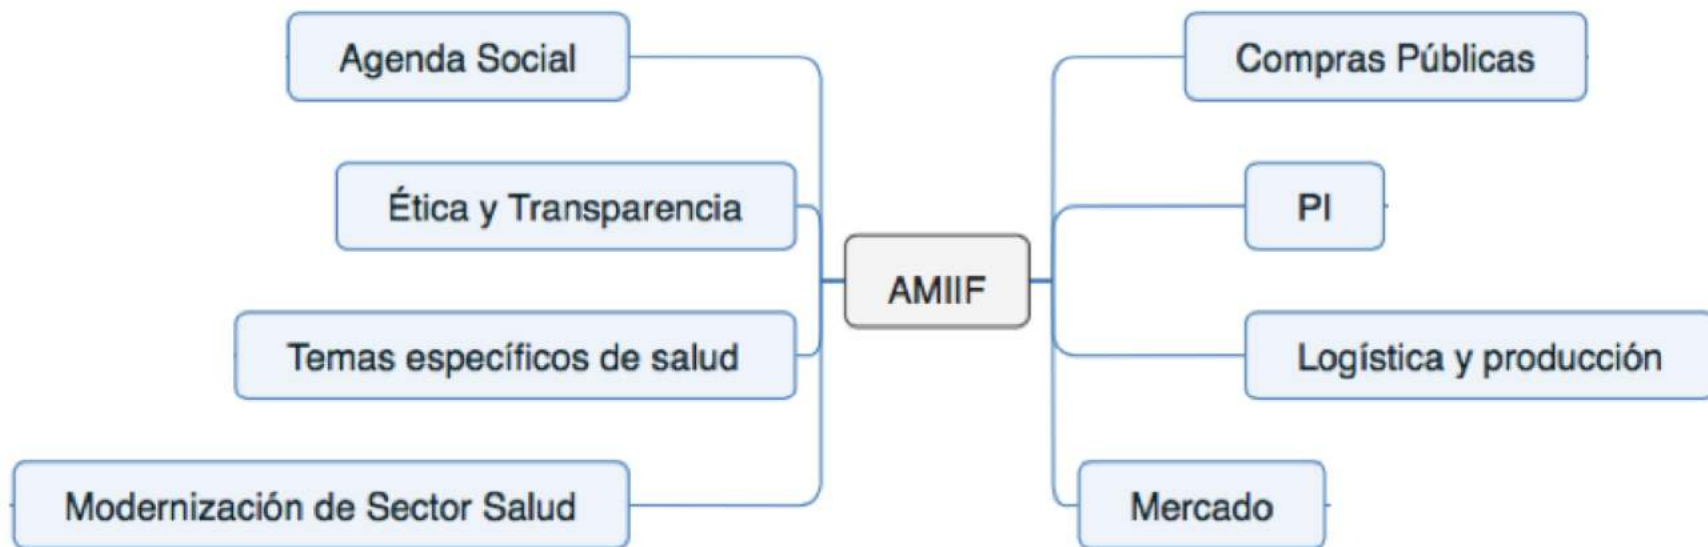 Agenda Social
Ética y Transparencia
Temas específicos de salud
Modernización de Sector Salud
AMIIF
Compras Públicas
PI
Logística y producción
Mercado